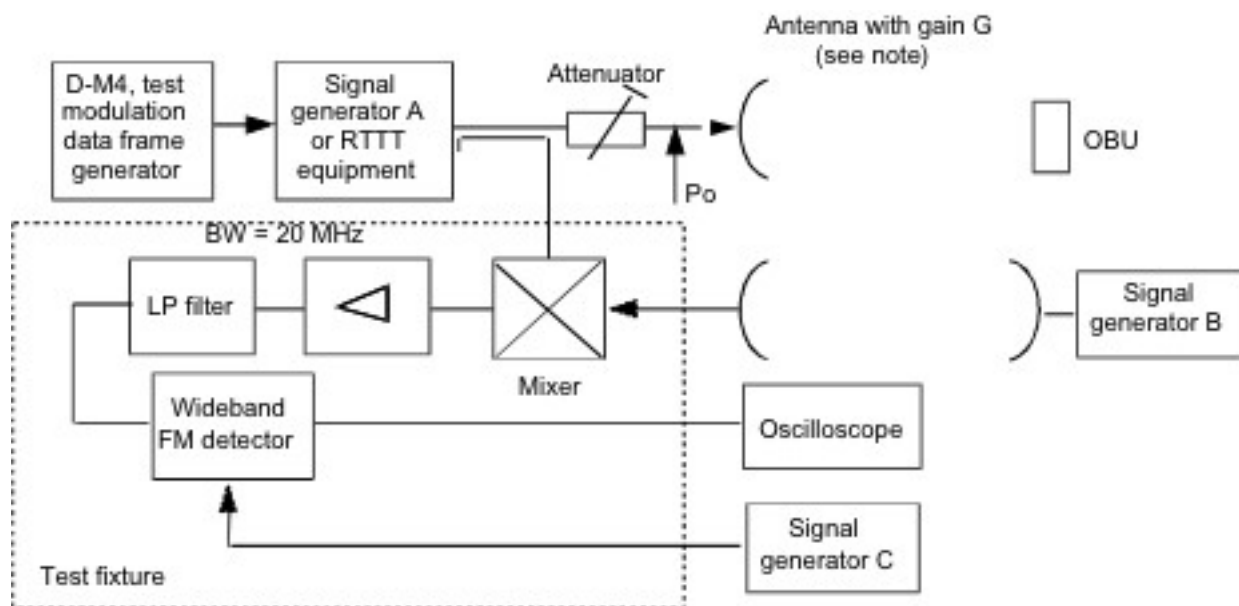 Antenna with gain G
(see note)
D-M4, test
modulation
data frame
generator
Signal
generator A
or RTTT
equipment
Attenuator
Po
OBU
BW = 20 MHz
LP filter
Mixer
Signal
generator B
Wideband
FM detector
Oscilloscope
Signal
generator C
Test fixture